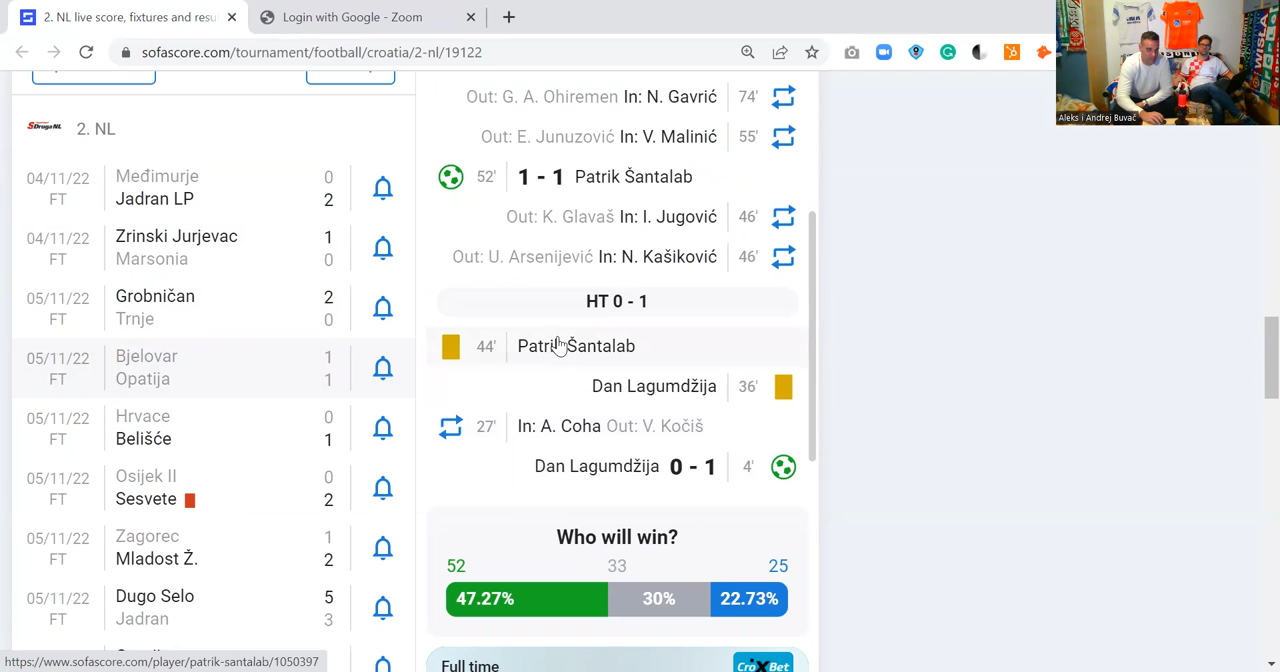 2. NL live score, fixtures and resu
Login with Google - Zoom
sofascore.com/tournament/football/croatia/2-nl/19122
Aleks i Andrej Buvač
2. NL
04/11/22
FT
Međimurje 0
Jadran LP 2
04/11/22
FT
Zrinski Jurjevac 1
Marsonia 0
05/11/22
FT
Grobničan 2
Trnje 0
05/11/22
FT
Bjelovar 1
Opatija 1
05/11/22
FT
Hrvace 0
Belišće 1
05/11/22
FT
Osijek II 0
Sesvete 2
05/11/22
FT
Zagorec 1
Mladost Ž. 2
05/11/22
FT
Dugo Selo 5
Jadran 3
Out: G. A. Ohiremen In: N. Gavrić 74'
Out: E. Junuzović In: V. Malinić 55'
52' 1 - 1 Patrik Šantalab
Out: K. Glavaš In: I. Jugović 46'
Out: U. Arsenijević In: N. Kašiković 46'
HT 0 - 1
44' Patrik Šantalab
Dan Lagumdžija 36'
27' In: A. Coha Out: V. Kočiš
Dan Lagumdžija 0 - 1 4'
Who will win?
52 33 25
47.27% 30% 22.73%
Full time CroXBet
https://www.sofascore.com/player/patrik-santalab/1050397